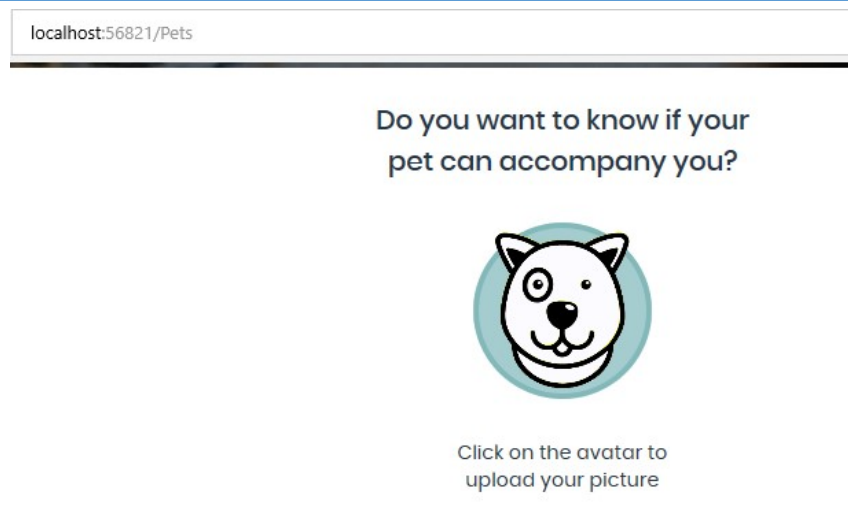 localhost:56821/Pets
Do you want to know if your
pet can accompany you?
Click on the avatar to
upload your picture